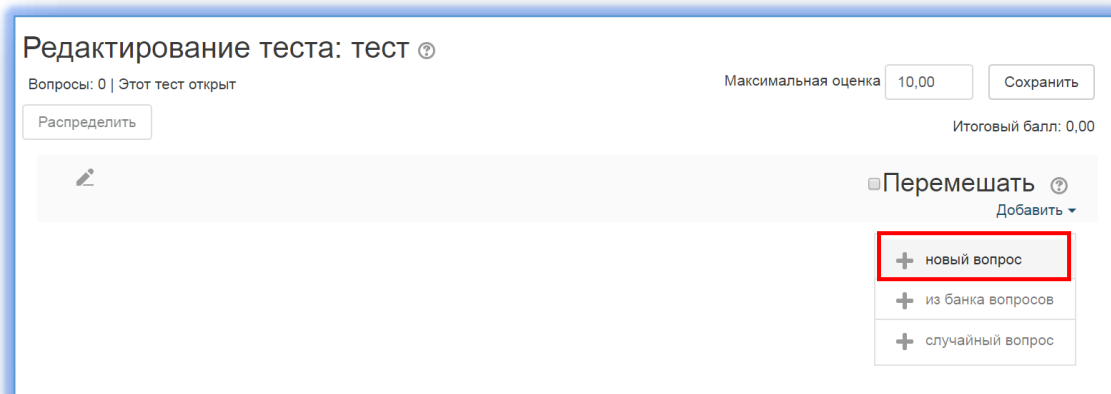 Редактирование теста: тест
Вопросы: 0 | Этот тест открыт
Максимальная оценка 10,00 Сохранить
Распределить
Итоговый балл: 0,00
Перемешать
Добавить
новый вопрос
из банка вопросов
случайный вопрос